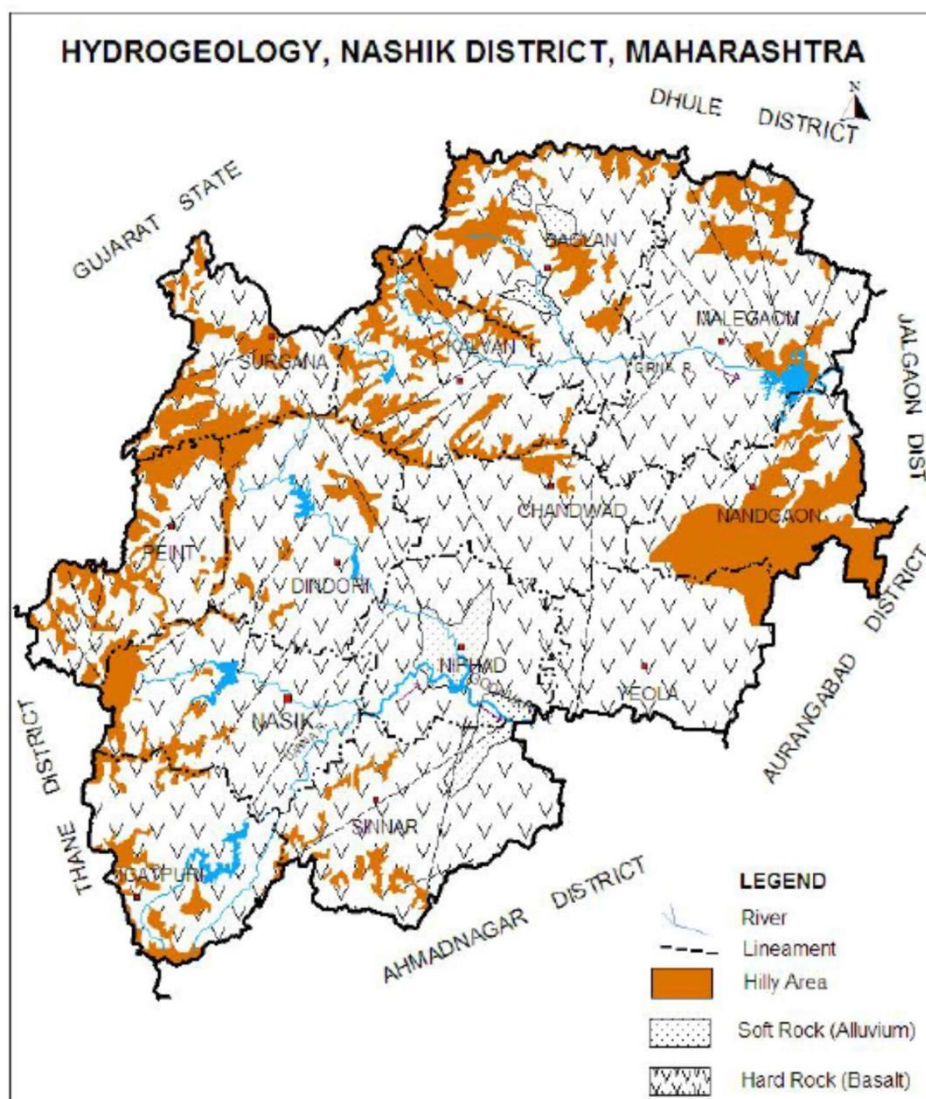 HYDROGEOLOGY, NASHIK DISTRICT, MAHARASHTRA
N
DHULE DISTRICT
GUJARAT STATE
BAGLAN
MALEGAON
JALGAON DIST
SURGANA
KALVAN
GIRNA R.
CHANDWAD
NANDGAON
PEINT
DINDORI
AURANGABAD DISTRICT
NIPHAD
YEOLA
NASIK
THANE DISTRICT
SINNAR
IGATPURI
AHMADNAGAR DISTRICT
LEGEND
River
Lineament
Hilly Area
Soft Rock (Alluvium)
Hard Rock (Basalt)